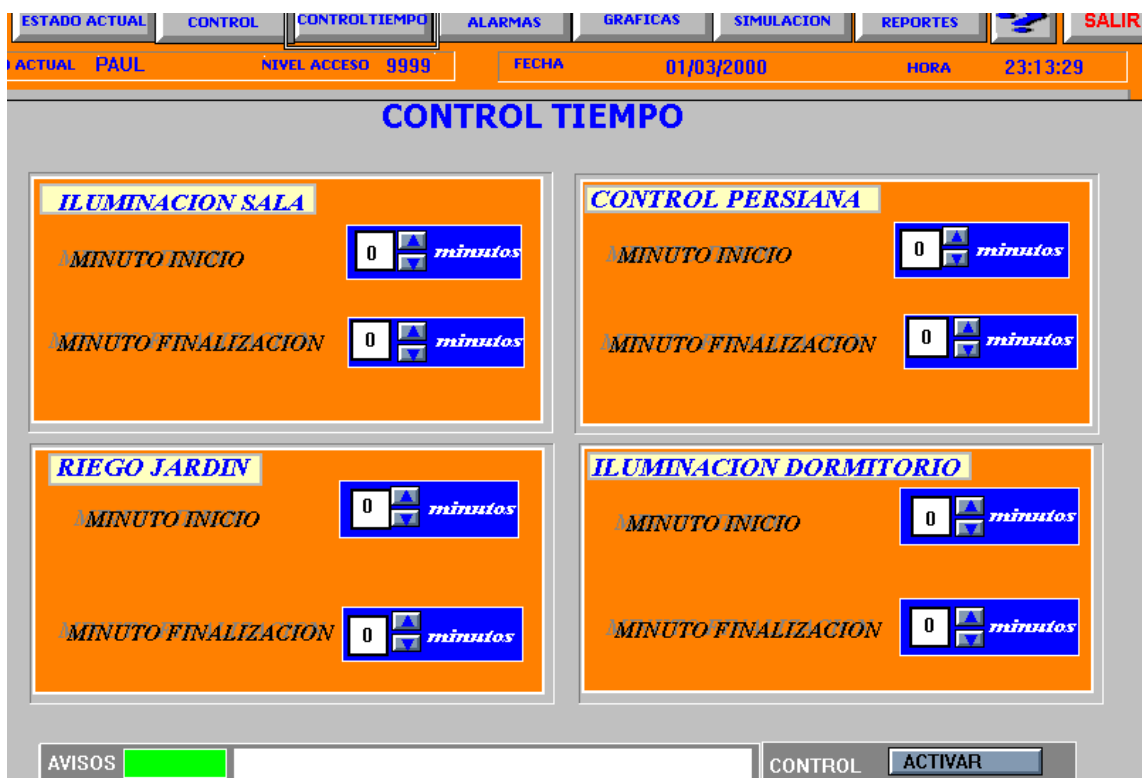 ESTADO ACTUAL CONTROL CONTROLTIEMPO ALARMAS GRAFICAS SIMULACION REPORTES SALIR
ACTUAL PAUL NIVEL ACCESO 9999 FECHA 01/03/2000 HORA 23:13:29
CONTROL TIEMPO
ILUMINACION SALA
MINUTO INICIO 0 minutos
MINUTO FINALIZACION 0 minutos
CONTROL PERSIANA
MINUTO INICIO 0 minutos
MINUTO FINALIZACION 0 minutos
RIEGO JARDIN
MINUTO INICIO 0 minutos
MINUTO FINALIZACION 0 minutos
ILUMINACION DORMITORIO
MINUTO INICIO 0 minutos
MINUTO FINALIZACION 0 minutos
AVISOS CONTROL ACTIVAR